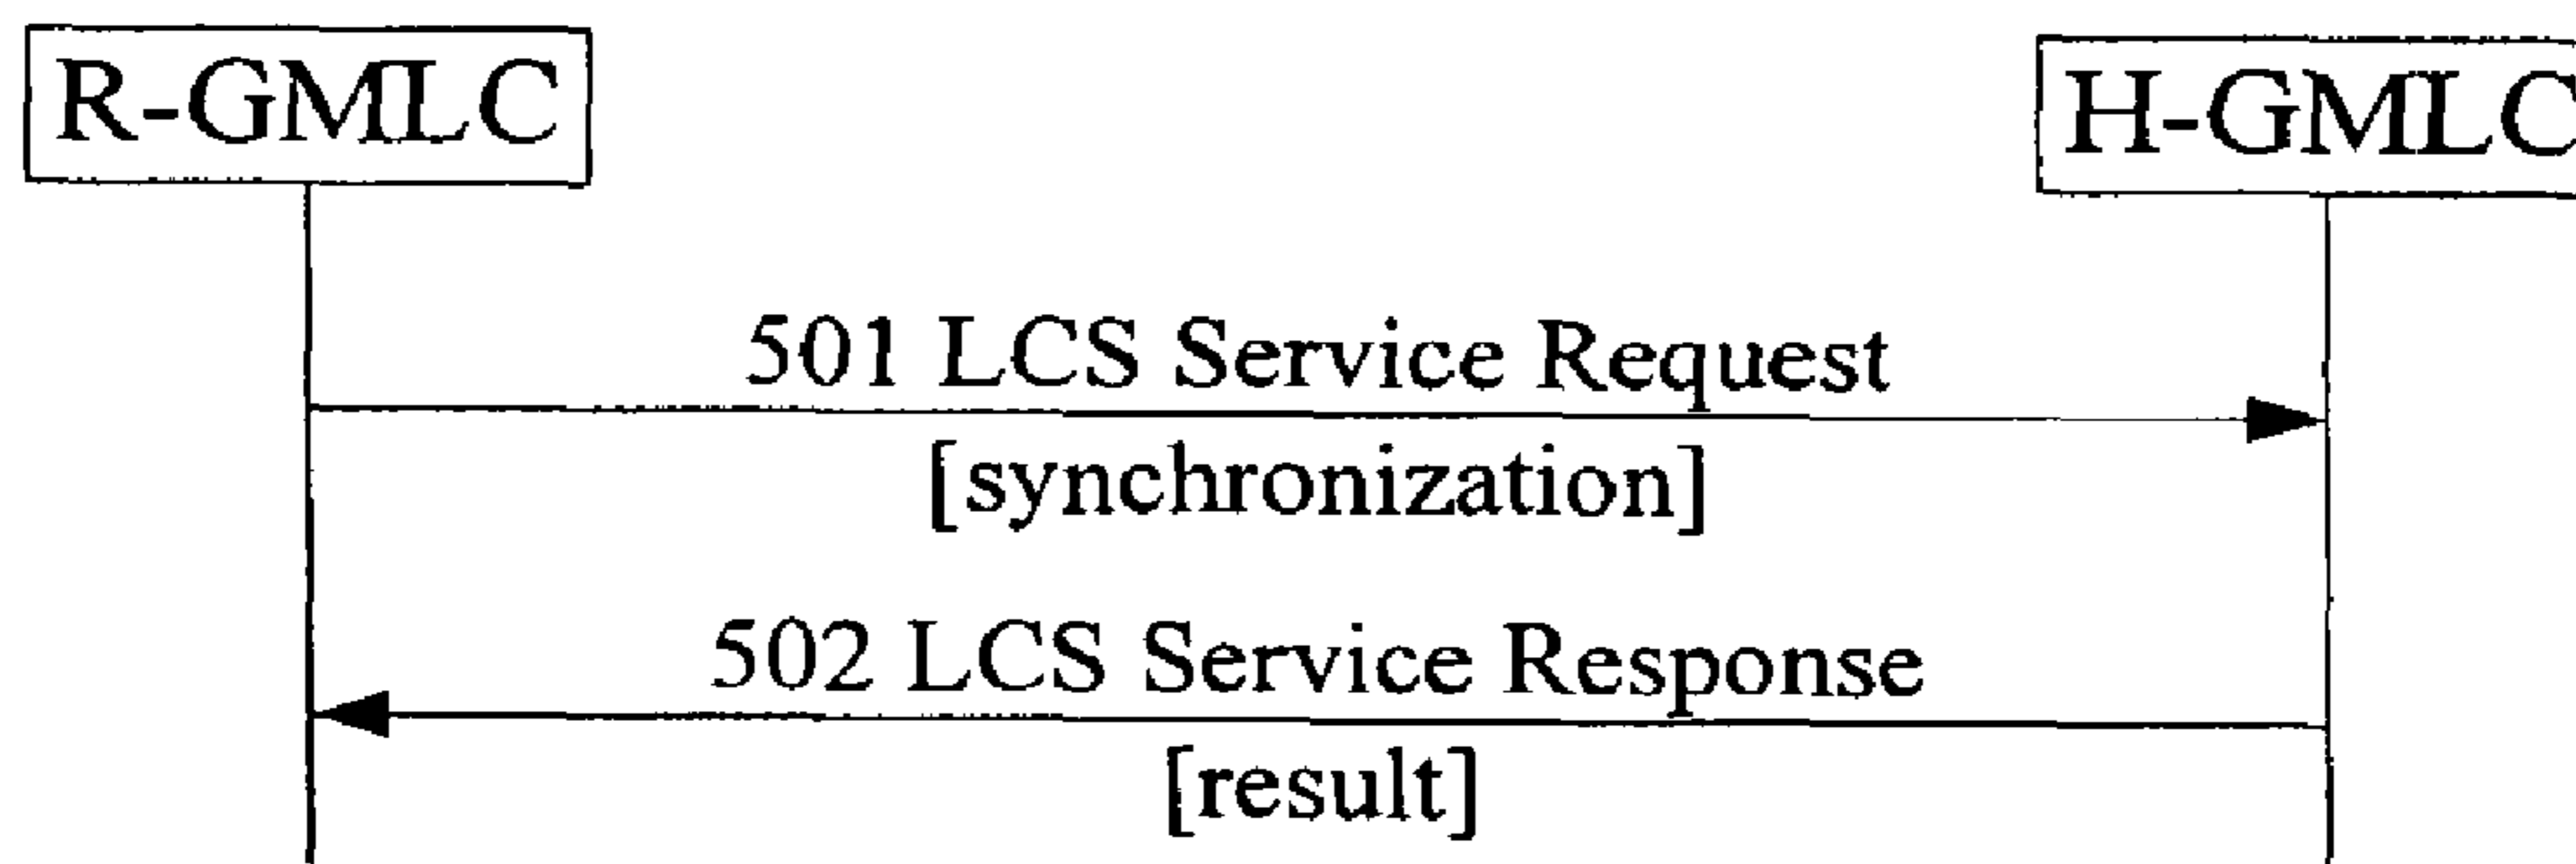 R-GMLC
H-GMLC
501 LCS Service Request
[synchronization]
502 LCS Service Response
[result]